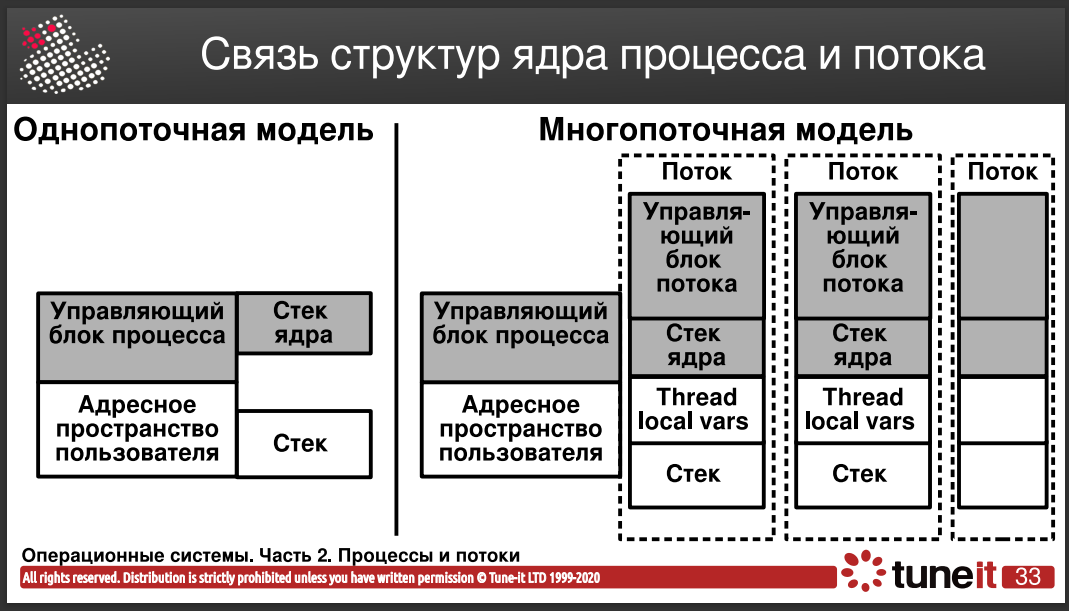 Связь структур ядра процесса и потока
Однопоточная модель
Управляющий
блок процесса
Стек
ядра
Адресное
пространство
пользователя
Стек
Многопоточная модель
Управляющий
блок процесса
Адресное
пространство
пользователя
Поток
Управля-
ющий
блок
потока
Стек
ядра
Thread
local vars
Стек
Поток
Управля-
ющий
блок
потока
Стек
ядра
Thread
local vars
Стек
Поток
Операционные системы. Часть 2. Процессы и потоки
All rights reserved. Distribution is strictly prohibited unless you have written permission © Tune-it LTD 1999-2020
tuneit
33